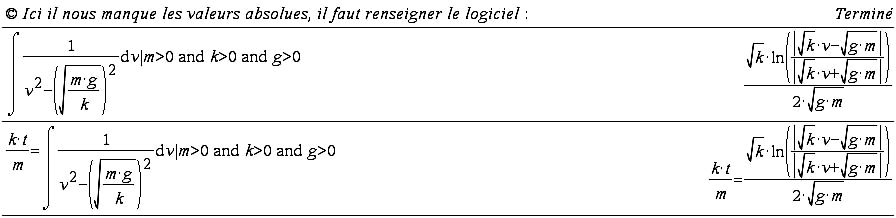 © Ici il nous manque les valeurs absolues, il faut renseigner le logiciel : Terminé
∫ 1/(v²−(√(m·g/k))²) dv|m>0 and k>0 and g>0 (√k·ln(|√k·v−√(g·m)|/|√k·v+√(g·m)|))/(2·√(g·m))
k·t/m=∫ 1/(v²−(√(m·g/k))²) dv|m>0 and k>0 and g>0 k·t/m=(√k·ln(|√k·v−√(g·m)|/|√k·v+√(g·m)|))/(2·√(g·m))